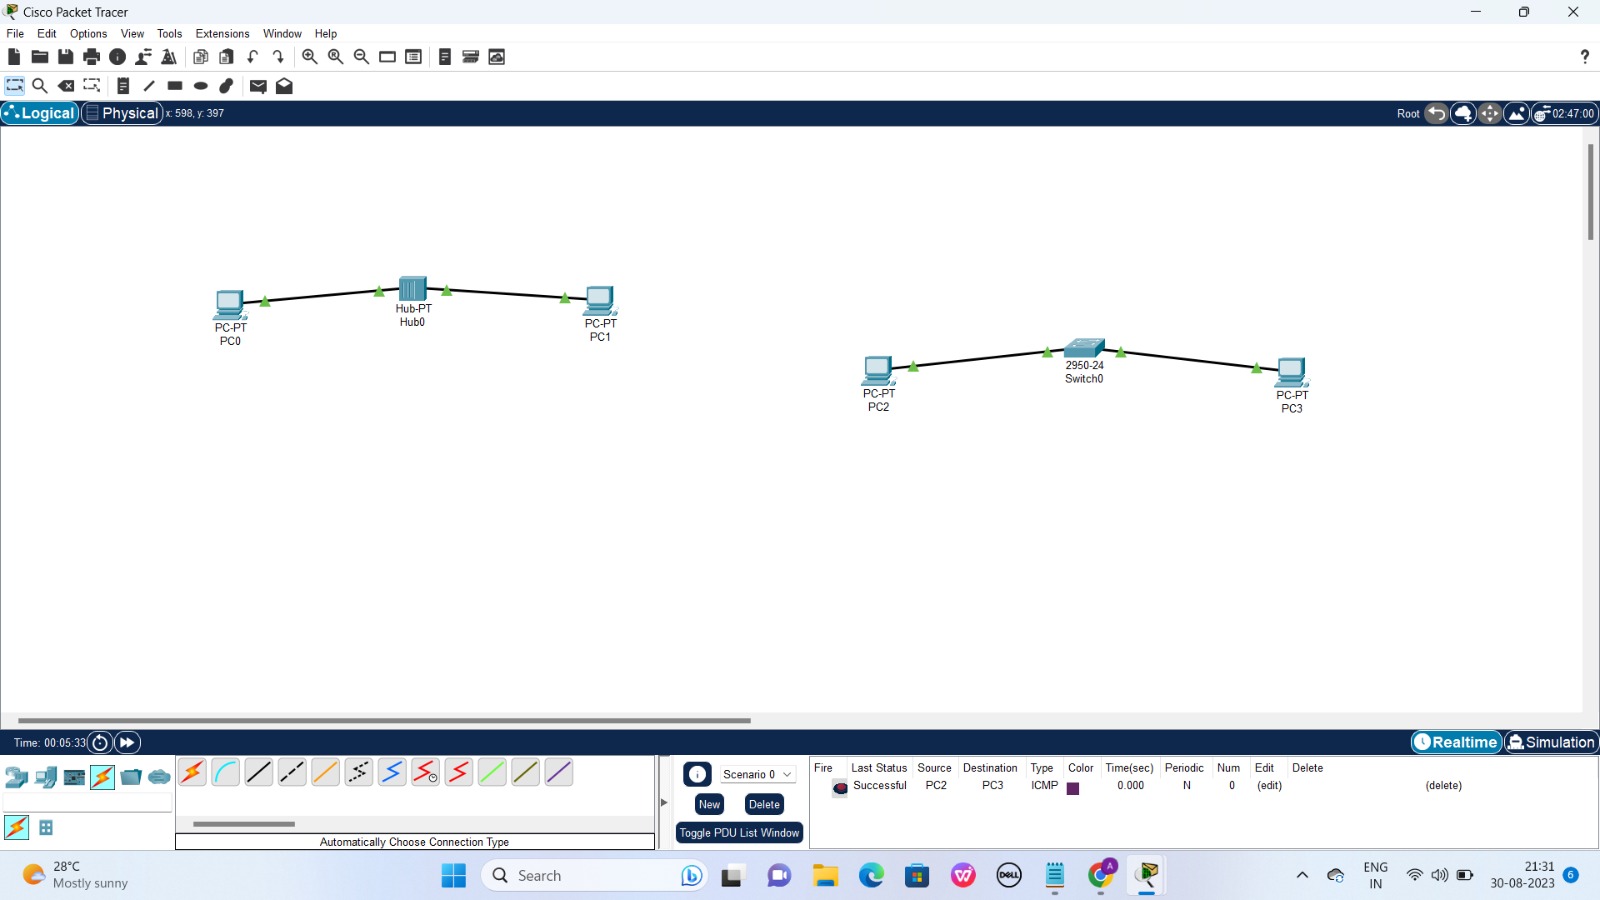 Cisco Packet Tracer
File Edit Options View Tools Extensions Window Help
?
Logical Physical x: 598, y: 397 Root 02:47:00
Hub-PT
Hub0
PC-PT
PC0
PC-PT
PC1
2950-24
Switch0
PC-PT
PC2
PC-PT
PC3
Time: 00:05:33 Realtime Simulation
Scenario 0
New Delete
Toggle PDU List Window
Automatically Choose Connection Type
Fire Last Status Source Destination Type Color Time(sec) Periodic Num Edit Delete
Successful PC2 PC3 ICMP 0.000 N 0 (edit) (delete)
28°C
Mostly sunny
Search
DELL
A
ENG
IN
21:31
30-08-2023
6